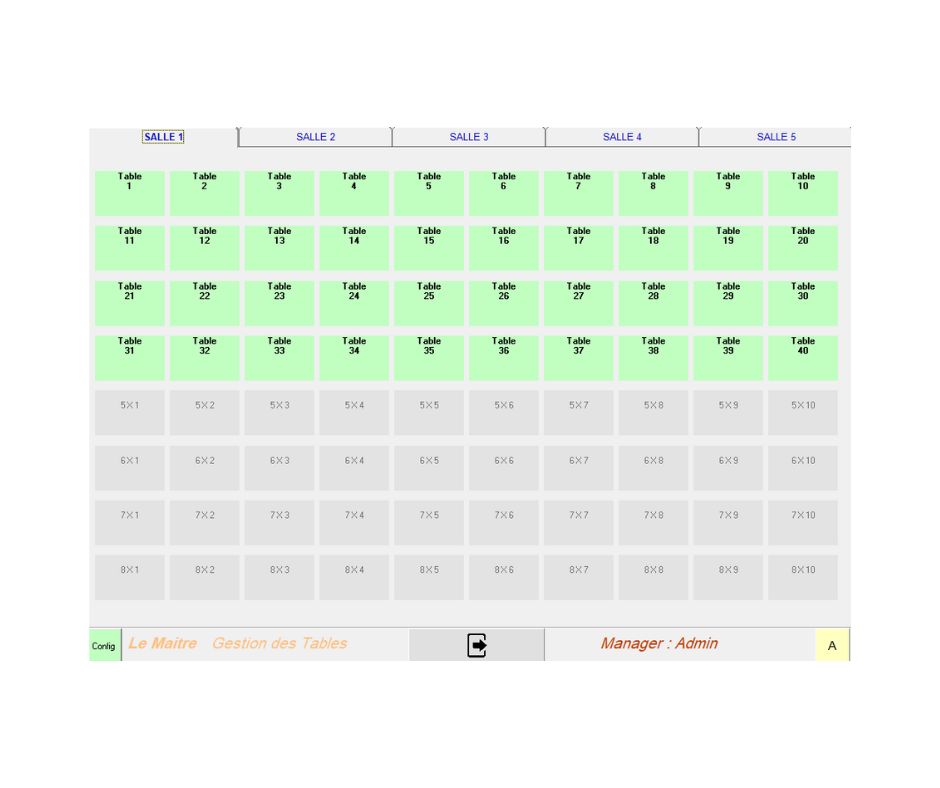 SALLE 1 SALLE 2 SALLE 3 SALLE 4 SALLE 5
Table Table Table Table Table Table Table Table Table Table
1 2 3 4 5 6 7 8 9 10
Table Table Table Table Table Table Table Table Table Table
11 12 13 14 15 16 17 18 19 20
Table Table Table Table Table Table Table Table Table Table
21 22 23 24 25 26 27 28 29 30
Table Table Table Table Table Table Table Table Table Table
31 32 33 34 35 36 37 38 39 40
5X1 5X2 5X3 5X4 5X5 5X6 5X7 5X8 5X9 5X10
6X1 6X2 6X3 6X4 6X5 6X6 6X7 6X8 6X9 6X10
7X1 7X2 7X3 7X4 7X5 7X6 7X7 7X8 7X9 7X10
8X1 8X2 8X3 8X4 8X5 8X6 8X7 8X8 8X9 8X10
Config Le Maitre Gestion des Tables Manager : Admin A